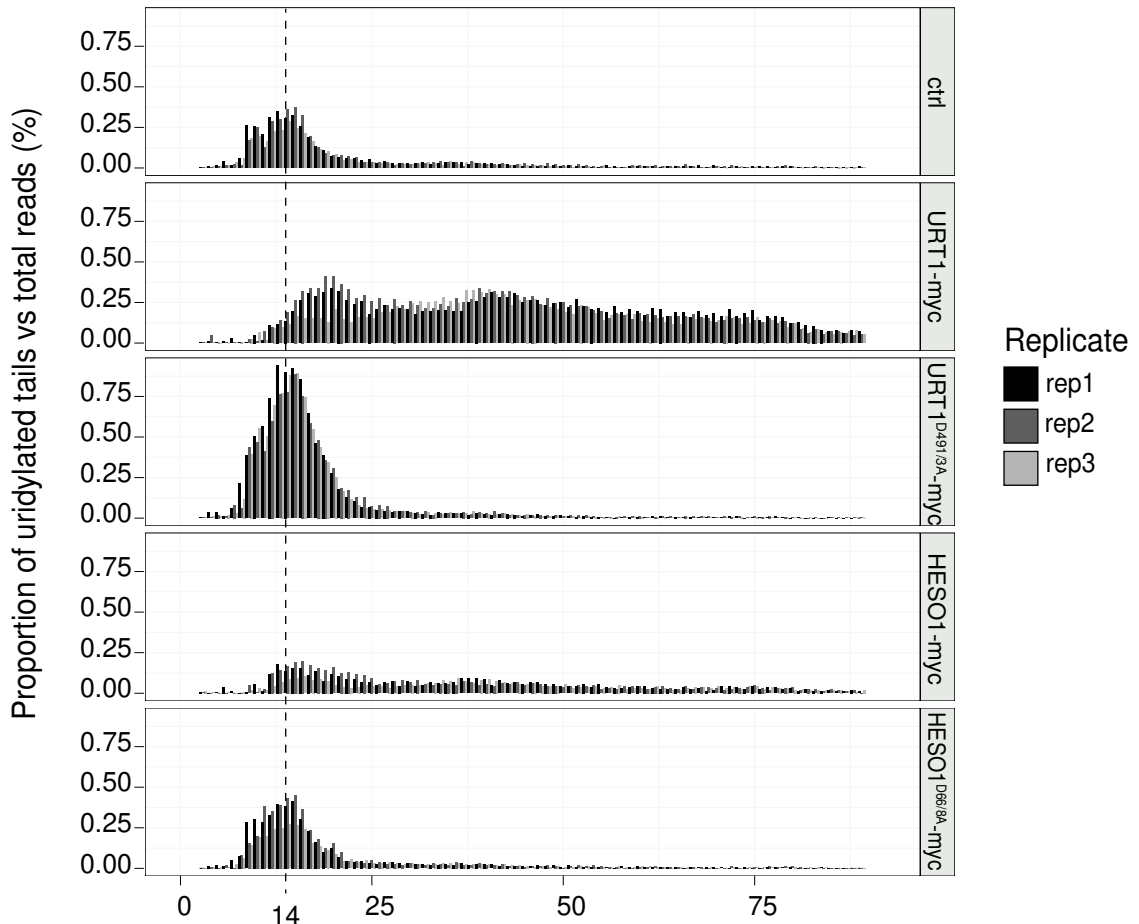 Proportion of uridylated tails vs total reads (%)
0.75
0.50
0.25
0.00
ctrl
0.75
0.50
0.25
0.00
URT1-myc
0.75
0.50
0.25
0.00
URT1D491/3A-myc
0.75
0.50
0.25
0.00
HESO1-myc
0.75
0.50
0.25
0.00
HESO1D66/8A-myc
0
14
25
50
75
Replicate
rep1
rep2
rep3